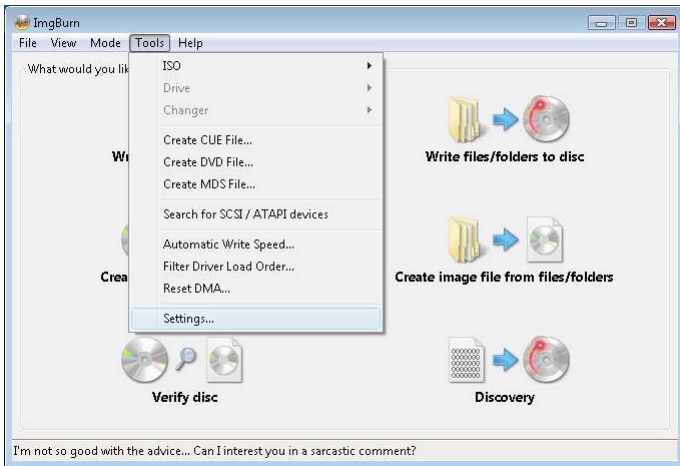 ImgBurn
File View Mode Tools Help
What would you lik
ISO
Drive
Changer
Create CUE File...
Create DVD File...
Create MDS File...
Search for SCSI / ATAPI devices
Automatic Write Speed...
Filter Driver Load Order...
Reset DMA...
Settings...
Wr
Write files/folders to disc
Crea
Create image file from files/folders
Verify disc
Discovery
I'm not so good with the advice... Can I interest you in a sarcastic comment?